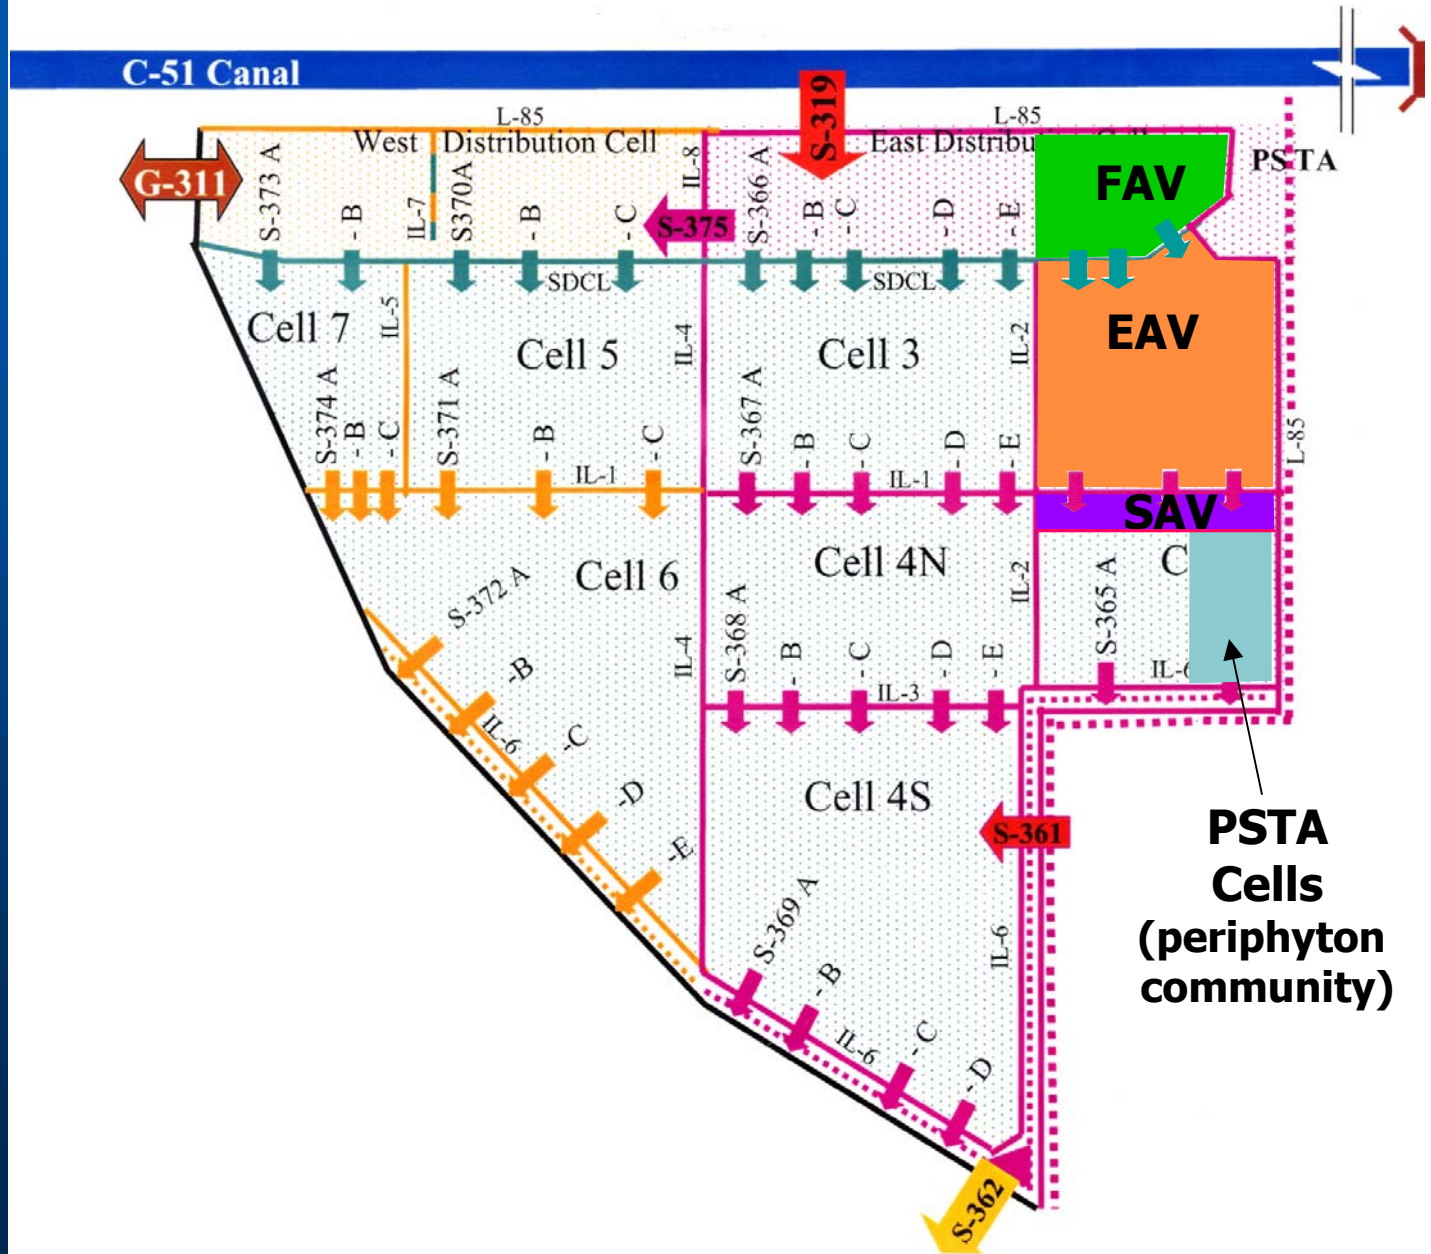 C-51 Canal
S-319
L-85
L-85
West Distribution Cell
East Distribu
PSTA
G-311
S-373 A
- B
IL-7
S370A
- B
- C
IL-8
S-375
S-366 A
- B
- C
- D
- E
FAV
SDCL
SDCL
Cell 7
IL-5
Cell 5
IL-4
Cell 3
IL-2
EAV
L-85
S-374 A
- B
- C
S-371 A
- B
- C
IL-1
S-367 A
- B
- C
- D
- E
IL-1
SAV
Cell 6
Cell 4N
IL-2
C
S-365 A
IL-6
S-372 A
-B
-C
-D
-E
IL-6
IL-4
S-368 A
- B
- C
- D
- E
IL-3
Cell 4S
S-361
IL-6
S-369 A
- B
- C
- D
IL-6
S-362
PSTA
Cells
(periphyton
community)